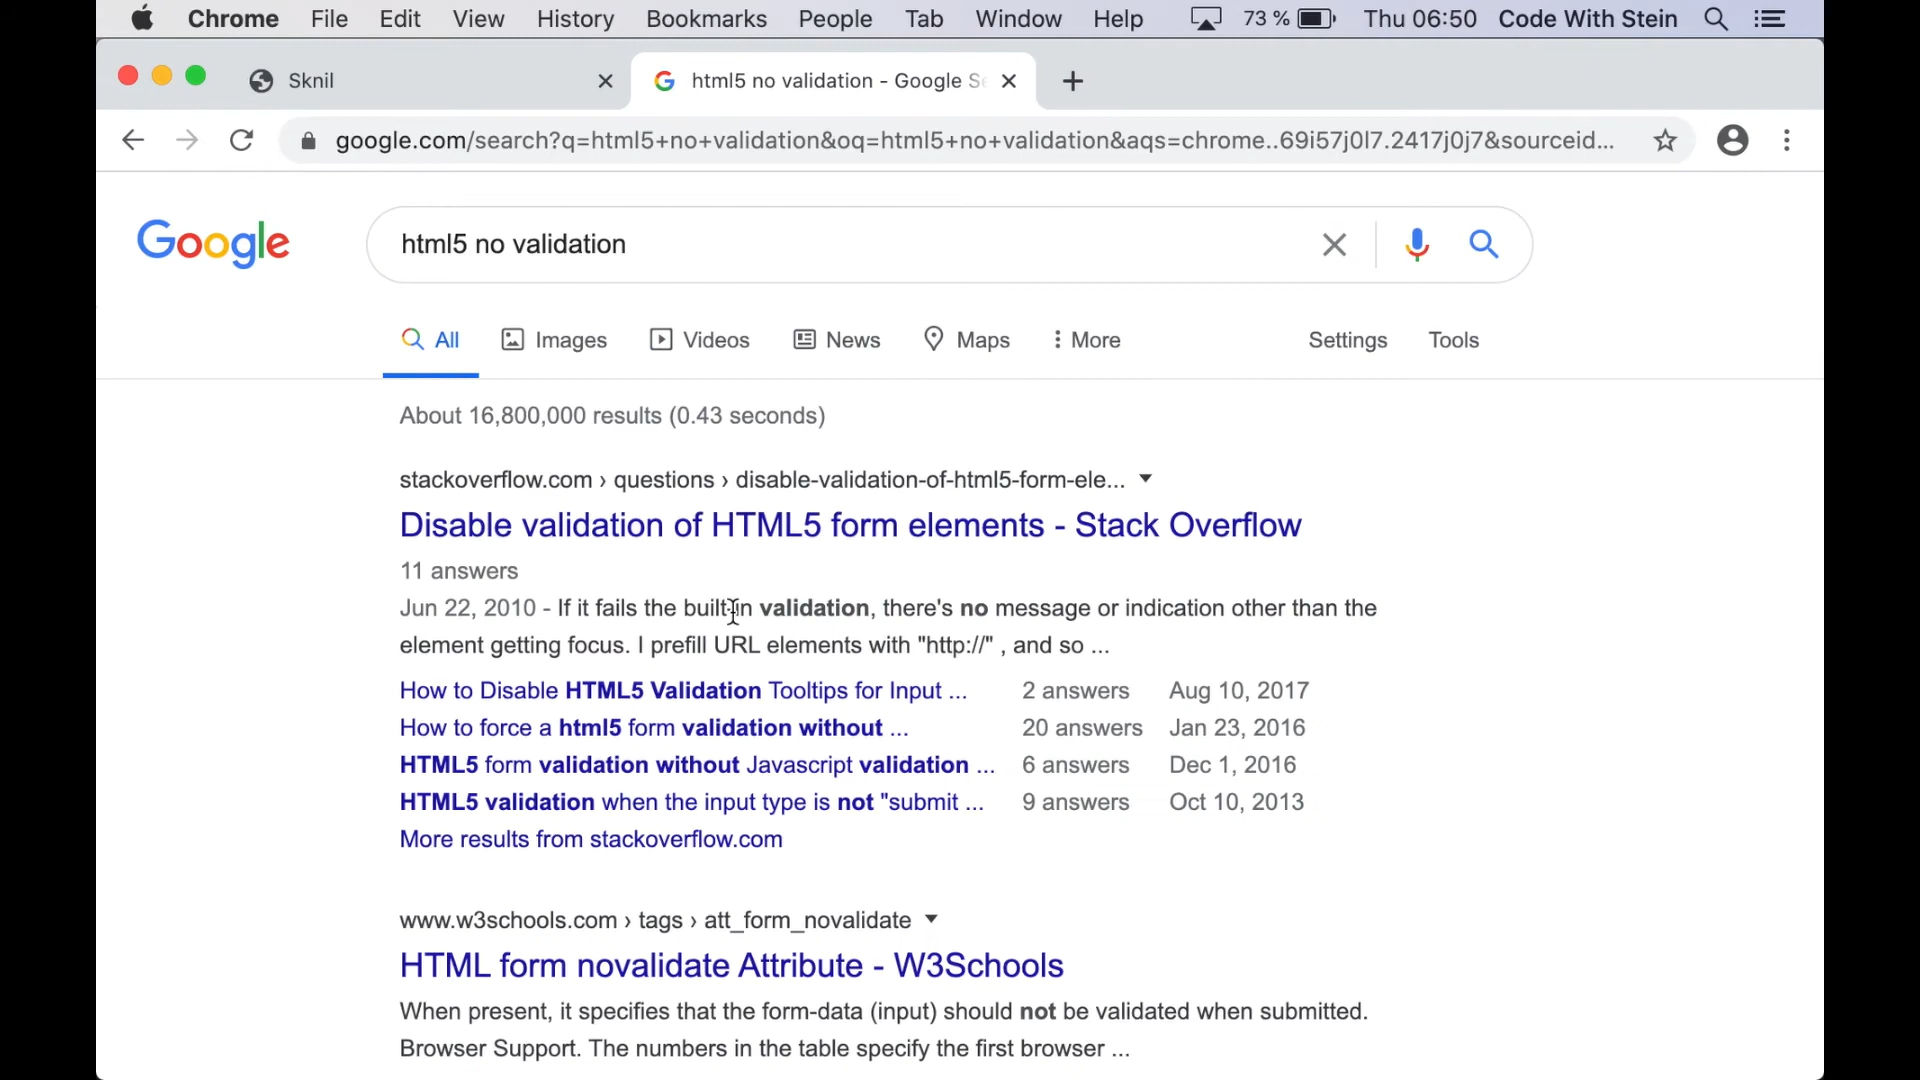 Chrome File Edit View History Bookmarks People Tab Window Help 73 % Thu 06:50 Code With Stein
Sknil
html5 no validation - Google Se
google.com/search?q=html5+no+validation&oq=html5+no+validation&aqs=chrome..69i57j0l7.2417j0j7&sourceid...
Google
html5 no validation
All Images Videos News Maps More Settings Tools
About 16,800,000 results (0.43 seconds)
stackoverflow.com › questions › disable-validation-of-html5-form-ele...
Disable validation of HTML5 form elements - Stack Overflow
11 answers
Jun 22, 2010 - If it fails the built-in validation, there's no message or indication other than the
element getting focus. I prefill URL elements with "http://" , and so ...
How to Disable HTML5 Validation Tooltips for Input ... 2 answers Aug 10, 2017
How to force a html5 form validation without ... 20 answers Jan 23, 2016
HTML5 form validation without Javascript validation ... 6 answers Dec 1, 2016
HTML5 validation when the input type is not "submit ... 9 answers Oct 10, 2013
More results from stackoverflow.com
www.w3schools.com › tags › att_form_novalidate
HTML form novalidate Attribute - W3Schools
When present, it specifies that the form-data (input) should not be validated when submitted.
Browser Support. The numbers in the table specify the first browser ...